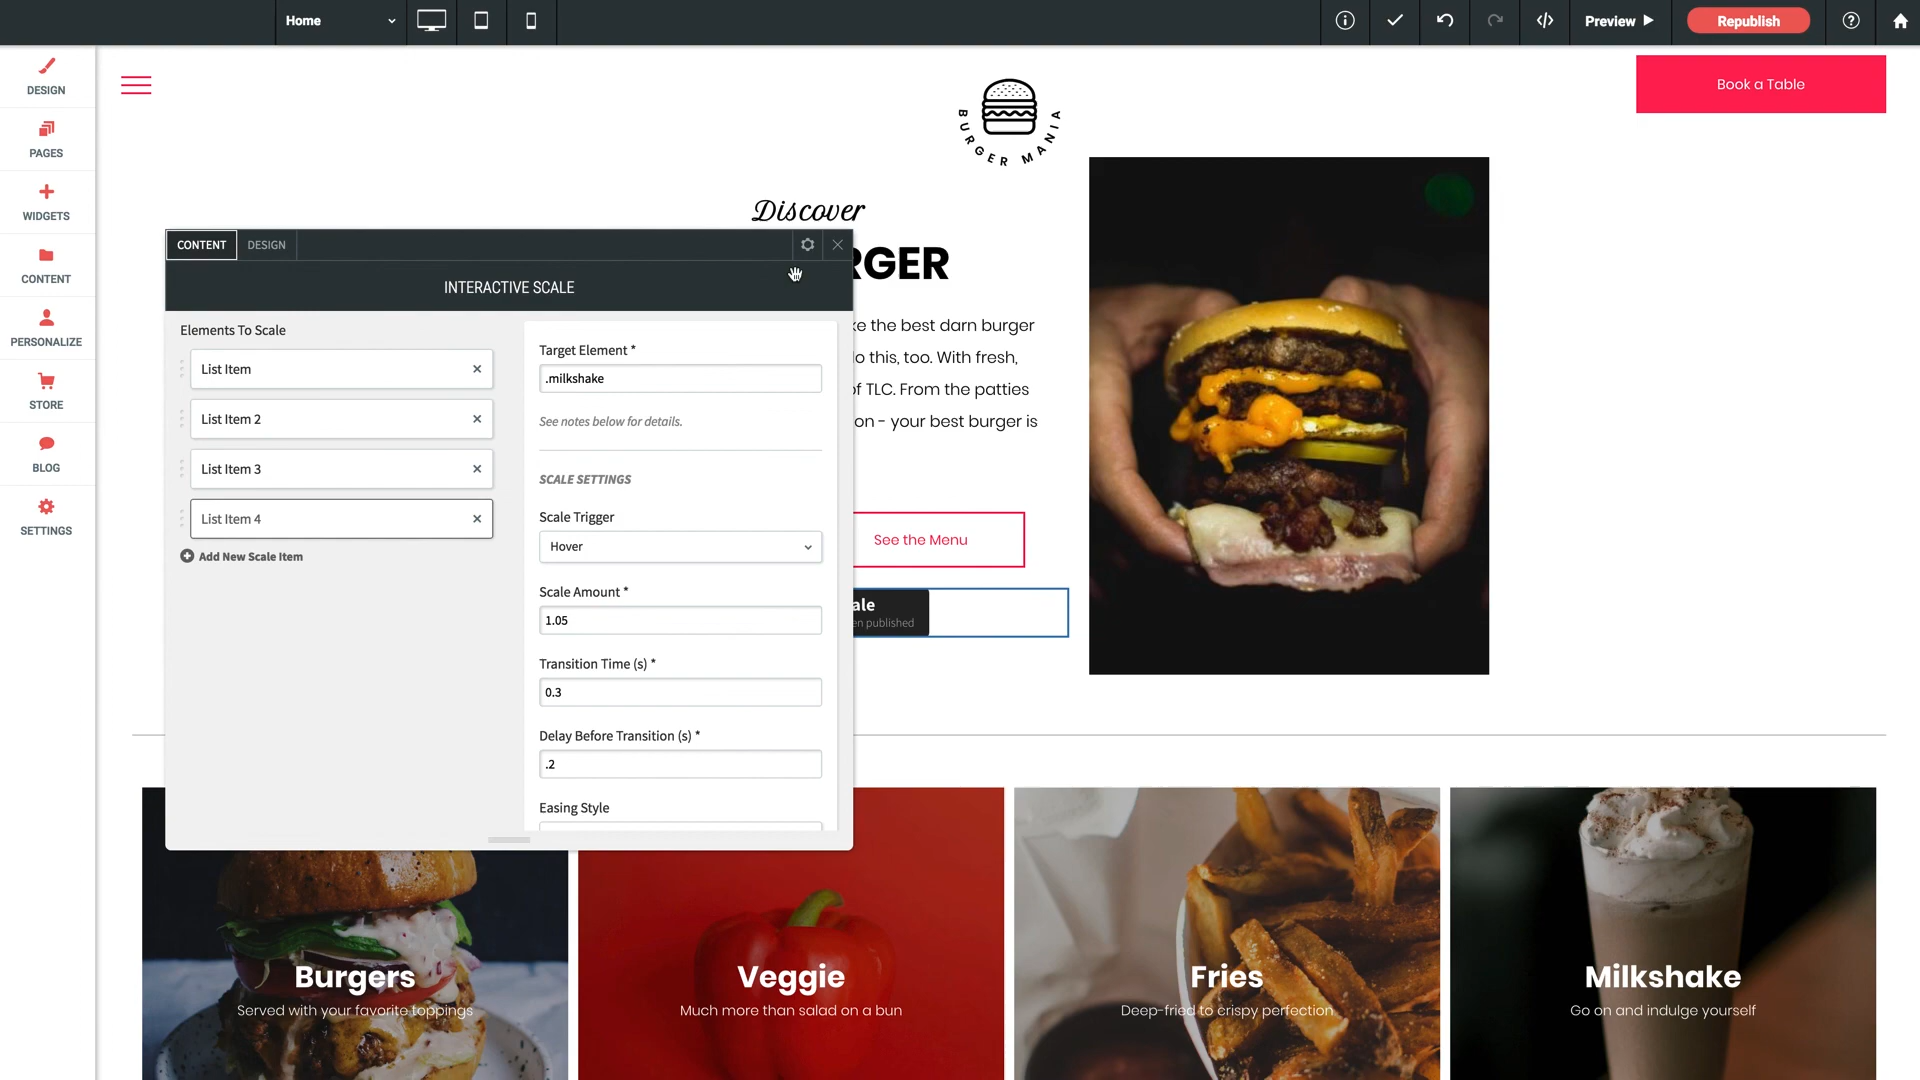 Home
Preview
Republish
DESIGN
PAGES
WIDGETS
CONTENT
PERSONALIZE
STORE
BLOG
SETTINGS
BURGER MANIA
Book a Table
Discover
RGER
ke the best darn burger
o this, too. With fresh,
of TLC. From the patties
on - your best burger is
See the Menu
ale
en published
CONTENT
DESIGN
INTERACTIVE SCALE
Elements To Scale
List Item
List Item 2
List Item 3
List Item 4
Add New Scale Item
Target Element *
.milkshake
See notes below for details.
SCALE SETTINGS
Scale Trigger
Hover
Scale Amount *
1.05
Transition Time (s) *
0.3
Delay Before Transition (s) *
.2
Easing Style
Burgers
Served with your favorite toppings
Veggie
Much more than salad on a bun
Fries
Deep-fried to crispy perfection
Milkshake
Go on and indulge yourself